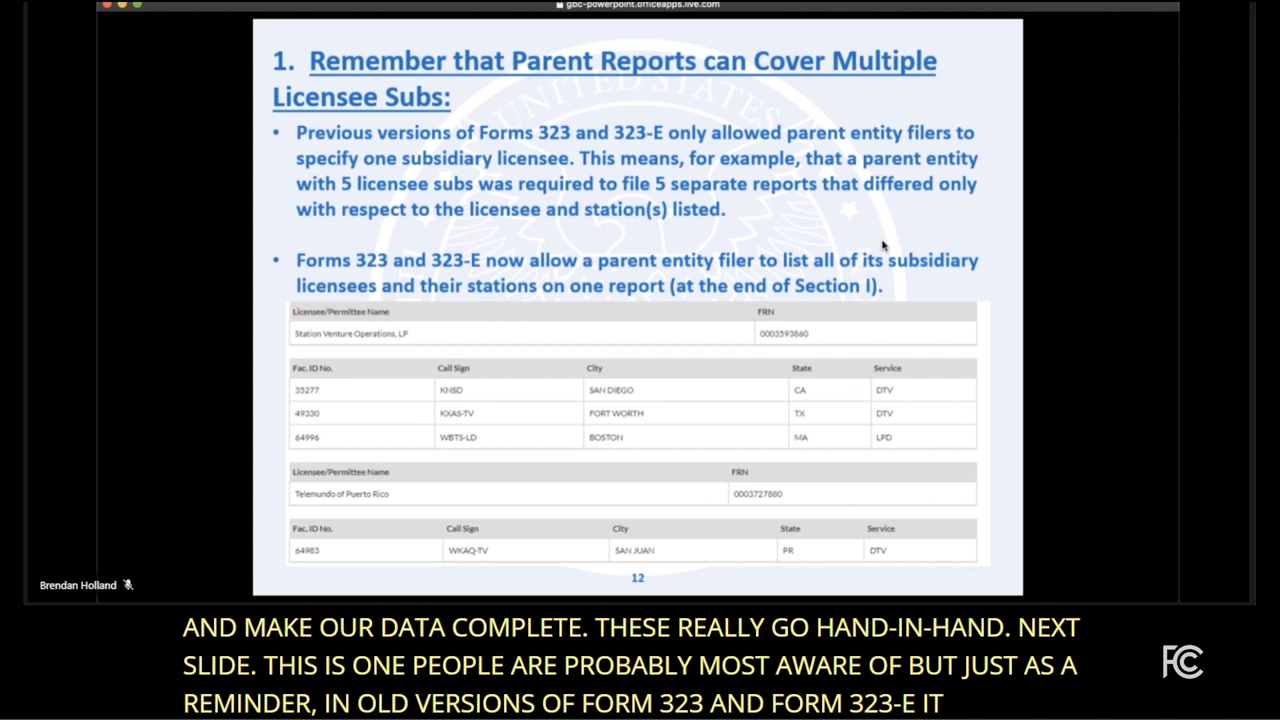 gbc-powerpoint.officeapps.live.com
1. Remember that Parent Reports can Cover Multiple
Licensee Subs:
• Previous versions of Forms 323 and 323-E only allowed parent entity filers to
specify one subsidiary licensee. This means, for example, that a parent entity
with 5 licensee subs was required to file 5 separate reports that differed only
with respect to the licensee and station(s) listed.
• Forms 323 and 323-E now allow a parent entity filer to list all of its subsidiary
licensees and their stations on one report (at the end of Section I).
Licensee/Permittee Name FRN
Station Venture Operations, LP 0003593860
Fac. ID No. Call Sign City State Service
35277 KNSD SAN DIEGO CA DTV
49330 KXAS-TV FORT WORTH TX DTV
64996 WBTS-LD BOSTON MA LPD
Licensee/Permittee Name FRN
Telemundo of Puerto Rico 0003727880
Fac. ID No. Call Sign City State Service
64983 WKAQ-TV SAN JUAN PR DTV
12
Brendan Holland
AND MAKE OUR DATA COMPLETE. THESE REALLY GO HAND-IN-HAND. NEXT
SLIDE. THIS IS ONE PEOPLE ARE PROBABLY MOST AWARE OF BUT JUST AS A
REMINDER, IN OLD VERSIONS OF FORM 323 AND FORM 323-E IT
FCC
UNITED STATES